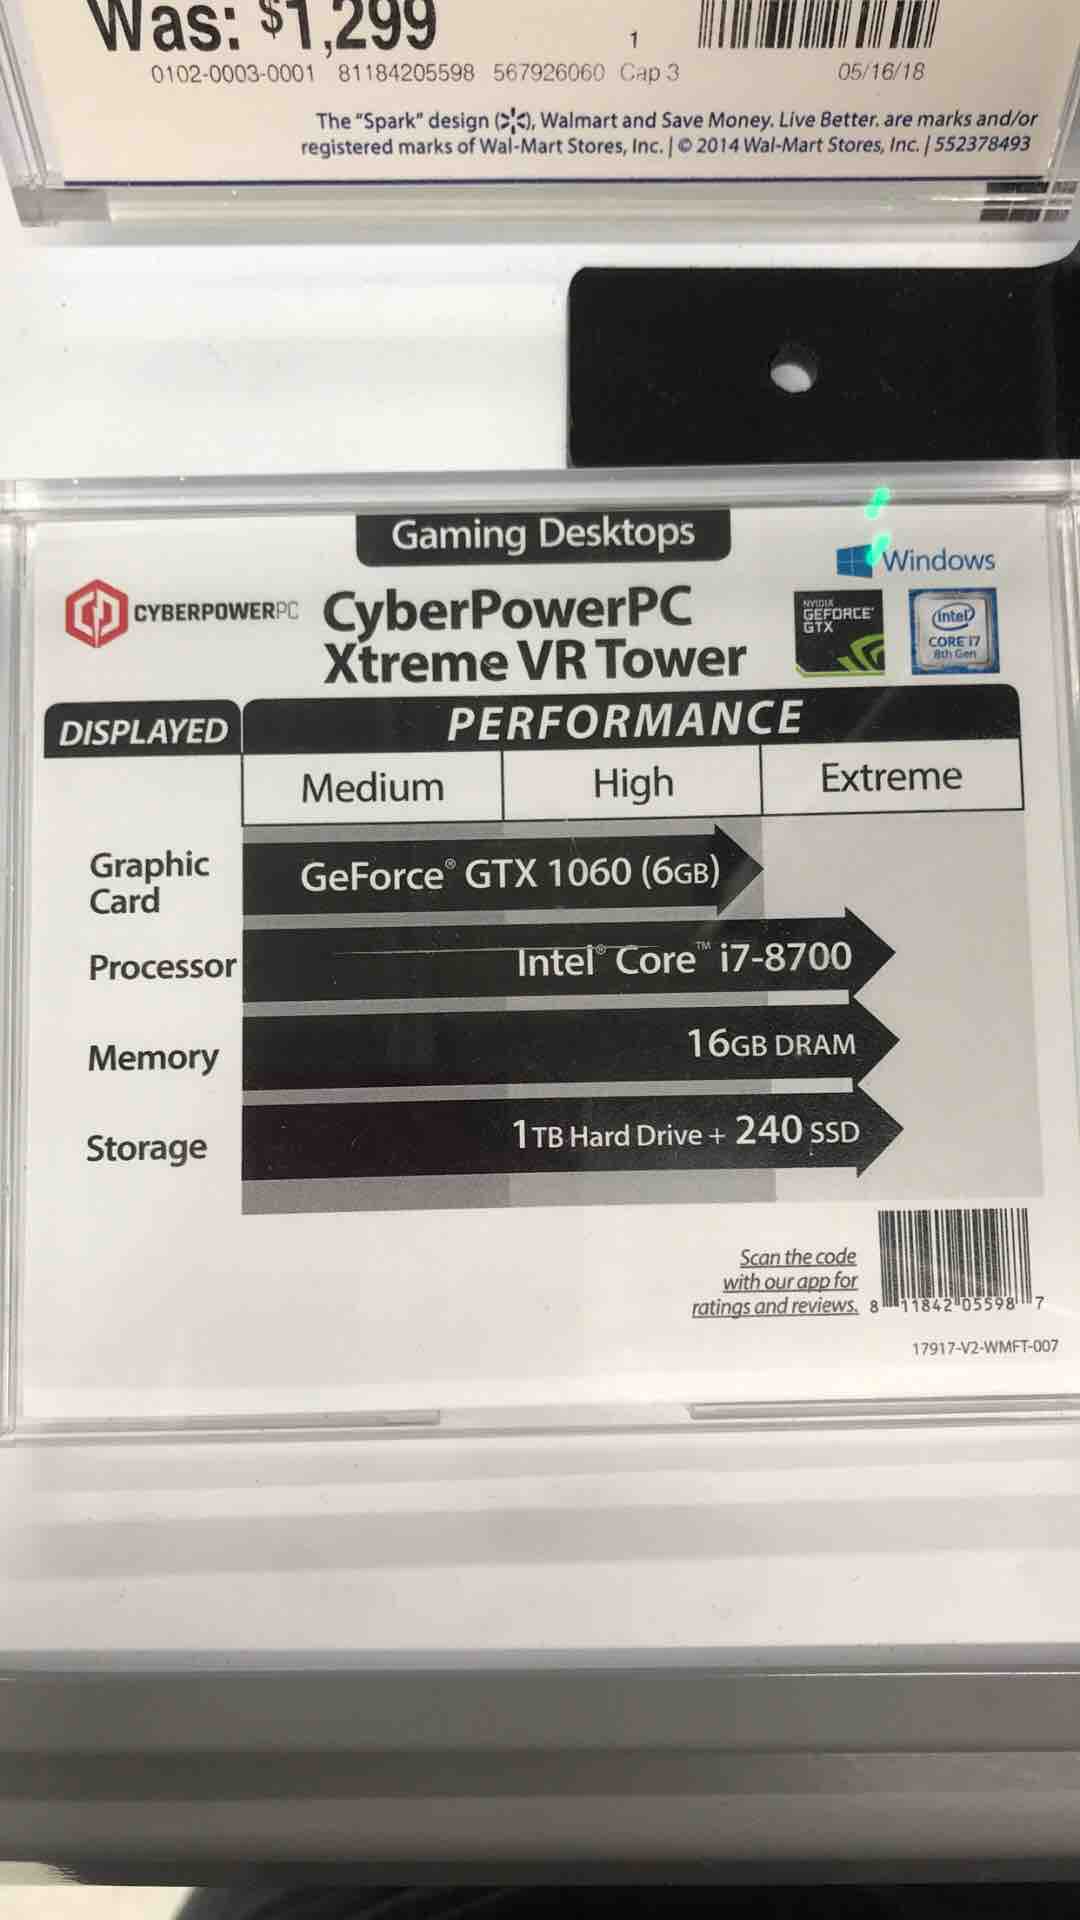 Was: $1,299
1
0102-0003-0001 81184205598 567926060 Cap 3 05/16/18
The "Spark" design (>¦<), Walmart and Save Money. Live Better. are marks and/or
registered marks of Wal-Mart Stores, Inc. | © 2014 Wal-Mart Stores, Inc. | 552378493
Gaming Desktops
Windows
CYBERPOWERPC
CyberPowerPC
Xtreme VR Tower
NVIDIA
GEFORCE
GTX
intel
CORE i7
8th Gen
DISPLAYED
PERFORMANCE
Medium High Extreme
Graphic
Card
GeForce® GTX 1060 (6GB)
Processor
Intel® Core™ i7-8700
Memory
16GB DRAM
Storage
1TB Hard Drive + 240 SSD
Scan the code
with our app for
ratings and reviews.
8 11842 05598 7
17917-V2-WMFT-007